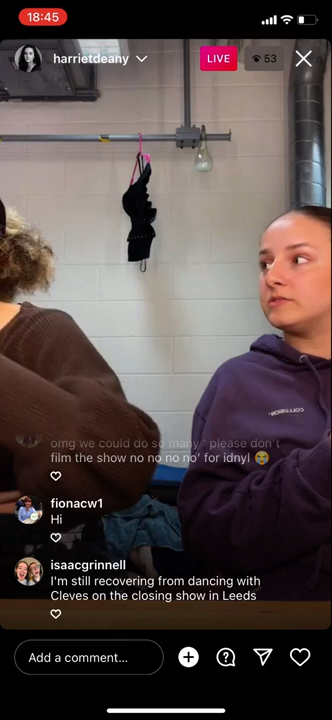 18:45
harrietdeany
LIVE
53
omg we could do so many ' please don't
film the show no no no no' for idnyl 😭
fionacw1
Hi
isaacgrinnell
I'm still recovering from dancing with
Cleves on the closing show in Leeds
Add a comment...